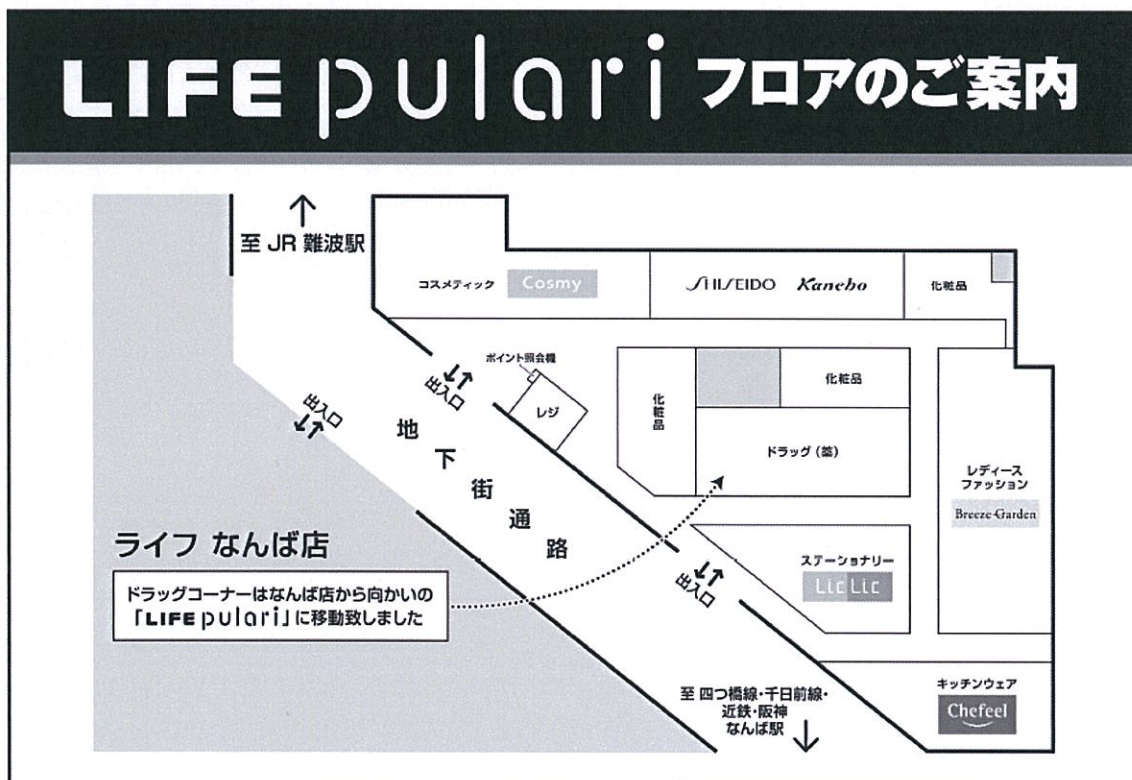 LIFE pulari フロアのご案内
至 JR 難波駅
コスメティック Cosmy
SHISEIDO Kanebo
化粧品
ポイント照会機
レジ
出入口
出入口
化粧品
化粧品
ドラッグ（薬）
レディース
ファッション
Breeze Garden
地下街通路
ライフ なんば店
ドラッグコーナーはなんば店から向かいの
「LIFE pulari」に移動致しました
ステーショナリー
Lic Lic
出入口
キッチンウェア
Chefeel
至 四つ橋線・千日前線・
近鉄・阪神
なんば駅